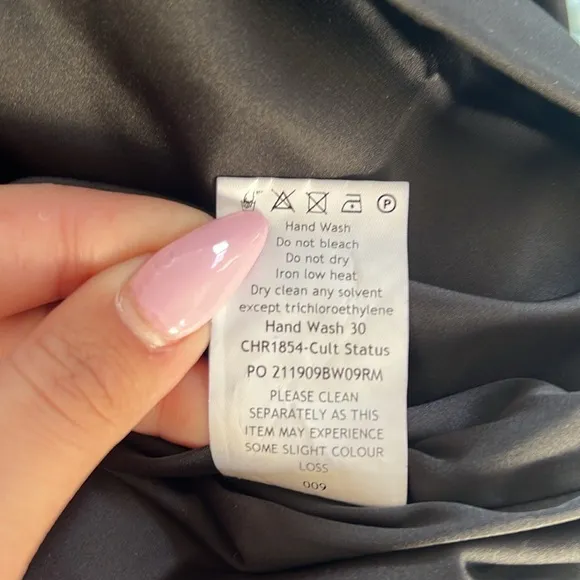 P
Hand Wash
Do not bleach
Do not dry
Iron low heat
Dry clean any solvent
except trichloroethylene
Hand Wash 30
CHR1854-Cult Status
PO 211909BW09RM
PLEASE CLEAN
SEPARATELY AS THIS
ITEM MAY EXPERIENCE
SOME SLIGHT COLOUR
LOSS
009